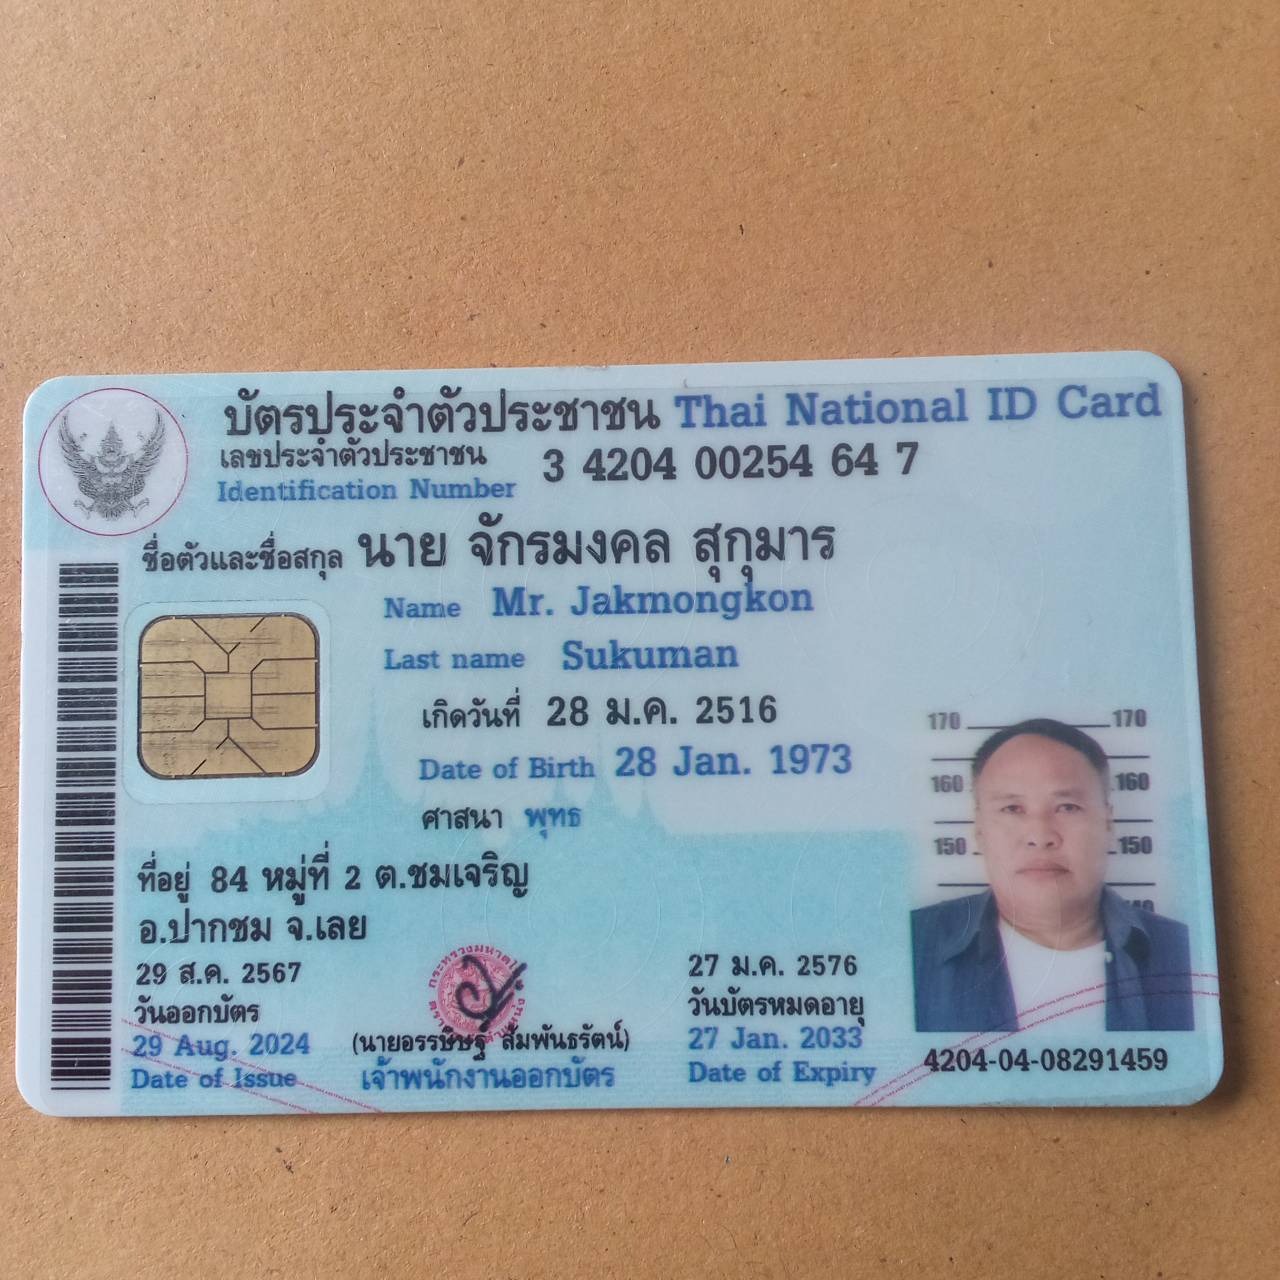 บัตรประจำตัวประชาชน Thai National ID Card
เลขประจำตัวประชาชน 3 4204 00254 64 7
Identification Number
ชื่อตัวและชื่อสกุล นาย จักรมงคล สุกุมาร
Name Mr. Jakmongkon
Last name Sukuman
เกิดวันที่ 28 ม.ค. 2516
Date of Birth 28 Jan. 1973
ศาสนา พุทธ
ที่อยู่ 84 หมู่ที่ 2 ต.ชมเจริญ
อ.ปากชม จ.เลย
29 ส.ค. 2567
วันออกบัตร
29 Aug. 2024
Date of Issue
(นายอรรษิษฐ์ สัมพันธรัตน์)
เจ้าพนักงานออกบัตร
27 ม.ค. 2576
วันบัตรหมดอายุ
27 Jan. 2033
Date of Expiry
170 170
160 160
150 150
4204-04-08291459